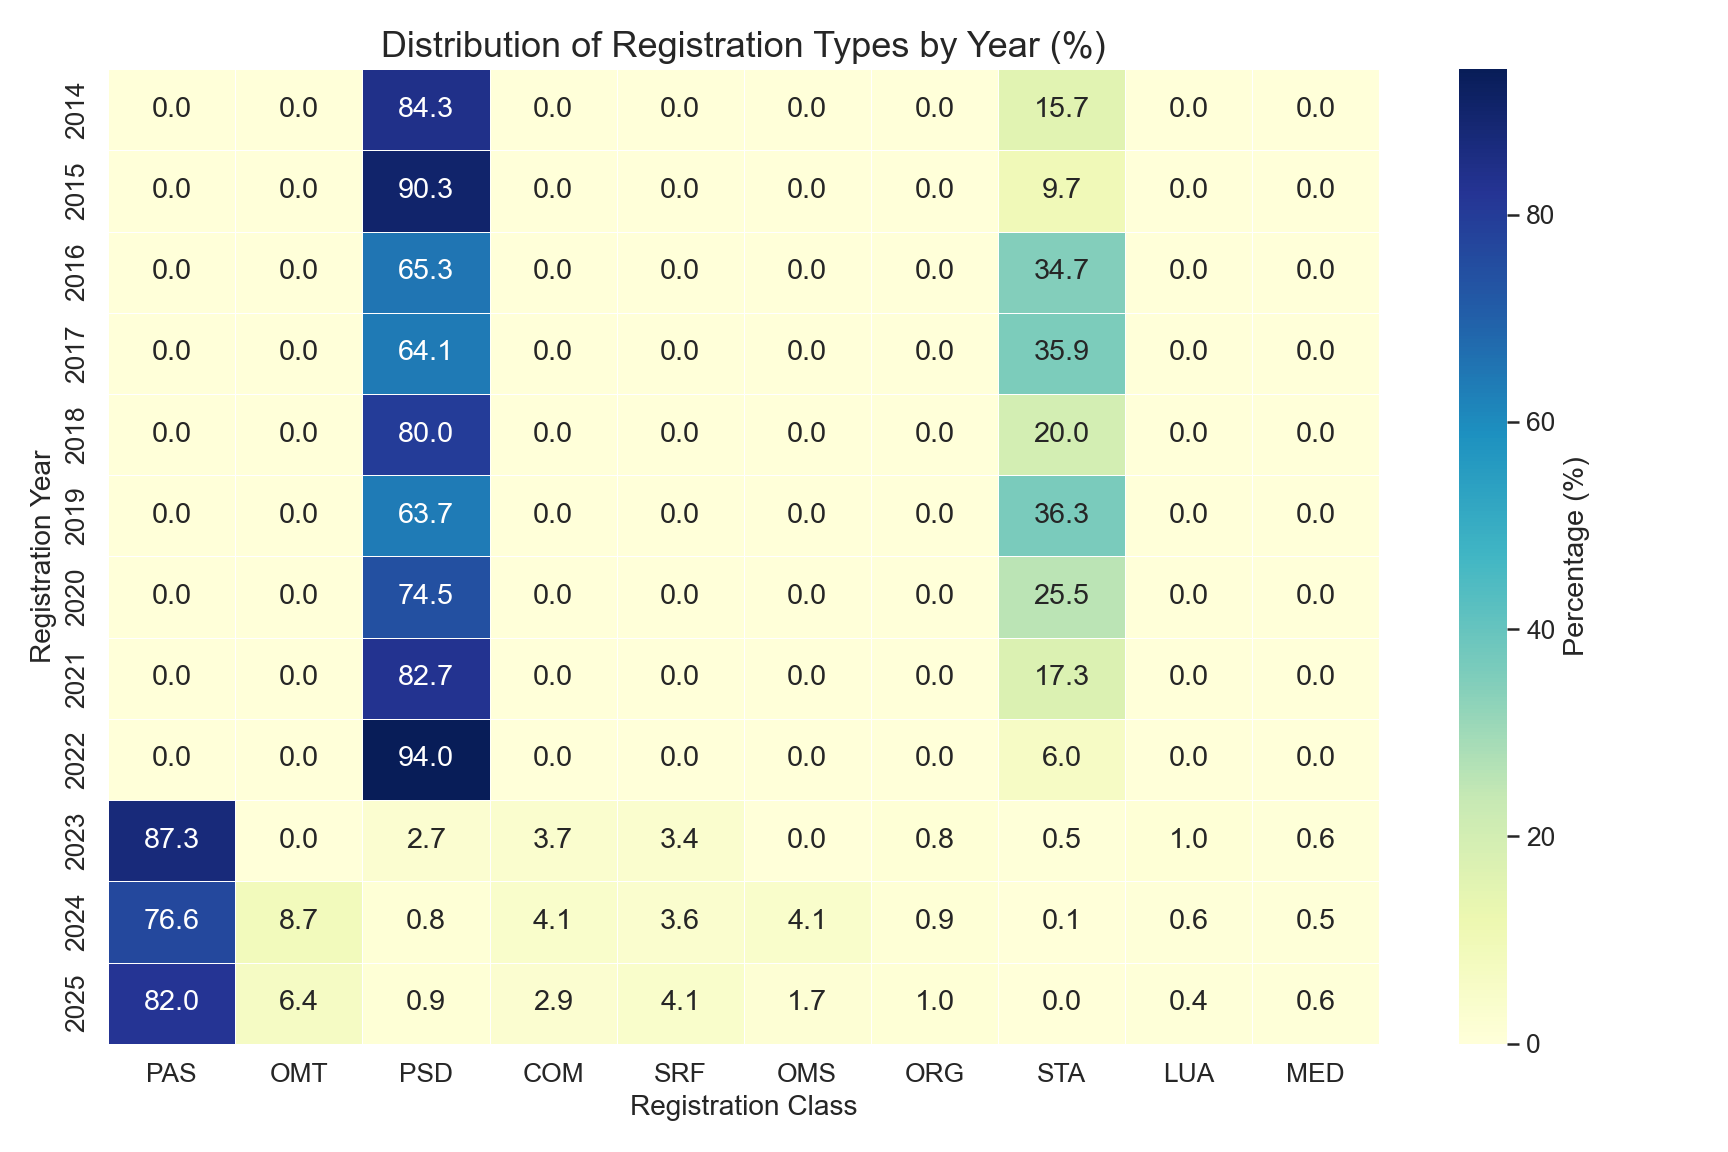 Distribution of Registration Types by Year (%)
2014 0.0 0.0 84.3 0.0 0.0 0.0 0.0 15.7 0.0 0.0
2015 0.0 0.0 90.3 0.0 0.0 0.0 0.0 9.7 0.0 0.0
2016 0.0 0.0 65.3 0.0 0.0 0.0 0.0 34.7 0.0 0.0
2017 0.0 0.0 64.1 0.0 0.0 0.0 0.0 35.9 0.0 0.0
2018 0.0 0.0 80.0 0.0 0.0 0.0 0.0 20.0 0.0 0.0
2019 0.0 0.0 63.7 0.0 0.0 0.0 0.0 36.3 0.0 0.0
2020 0.0 0.0 74.5 0.0 0.0 0.0 0.0 25.5 0.0 0.0
2021 0.0 0.0 82.7 0.0 0.0 0.0 0.0 17.3 0.0 0.0
2022 0.0 0.0 94.0 0.0 0.0 0.0 0.0 6.0 0.0 0.0
2023 87.3 0.0 2.7 3.7 3.4 0.0 0.8 0.5 1.0 0.6
2024 76.6 8.7 0.8 4.1 3.6 4.1 0.9 0.1 0.6 0.5
2025 82.0 6.4 0.9 2.9 4.1 1.7 1.0 0.0 0.4 0.6
PAS OMT PSD COM SRF OMS ORG STA LUA MED
Registration Class
Registration Year
80
60
40
20
0
Percentage (%)